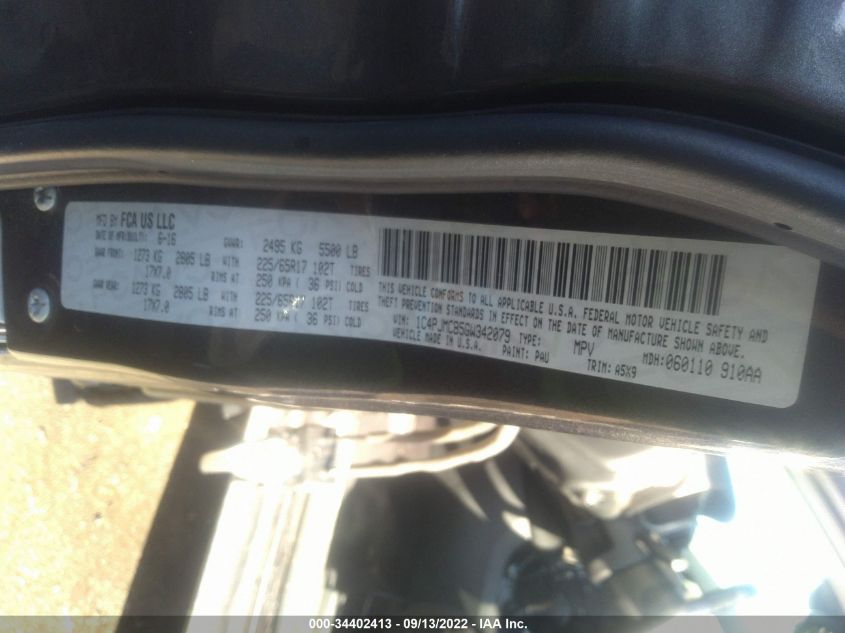 MFD BY FCA US LLC
DATE OF MFR(BUILT): 6-16 GVWR: 2495 KG 5500 LB
GAWR FRONT: 1273 KG 2805 LB WITH 225/65R17 102T TIRES
17X7.0 RIMS AT 250 KPA ( 36 PSI) COLD
GAWR REAR: 1273 KG 2805 LB WITH 225/65R17 102T TIRES
17X7.0 RIMS AT 250 KPA ( 36 PSI) COLD
THIS VEHICLE CONFORMS TO ALL APPLICABLE U.S.A. FEDERAL MOTOR VEHICLE SAFETY AND
THEFT PREVENTION STANDARDS IN EFFECT ON THE DATE OF MANUFACTURE SHOWN ABOVE.
VIN: 1C4PJMCB5GW342079 TYPE: MPV MDH:060110 910AA
VEHICLE MADE IN U.S.A. PAINT: PAU TRIM: A5X9
000-34402413 - 09/13/2022 - IAA Inc.